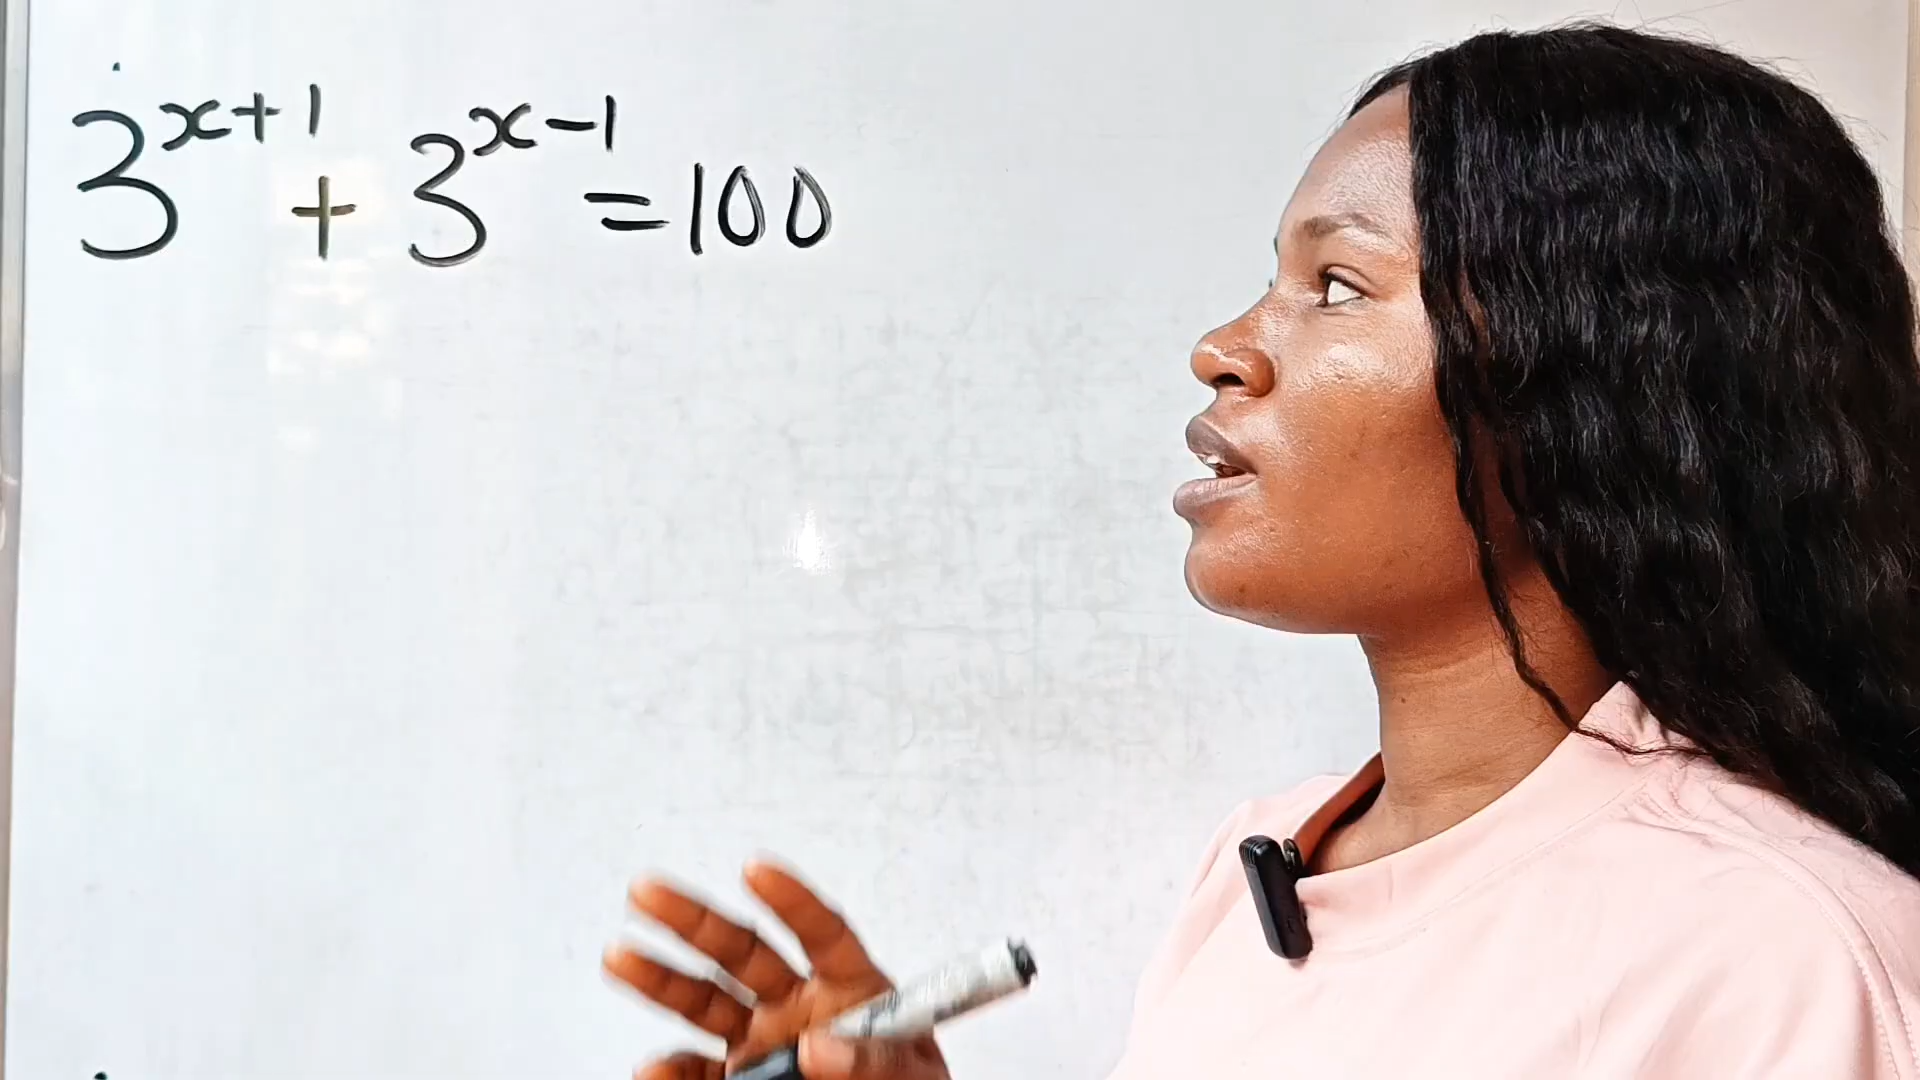 3^{x+1} + 3^{x-1} = 100